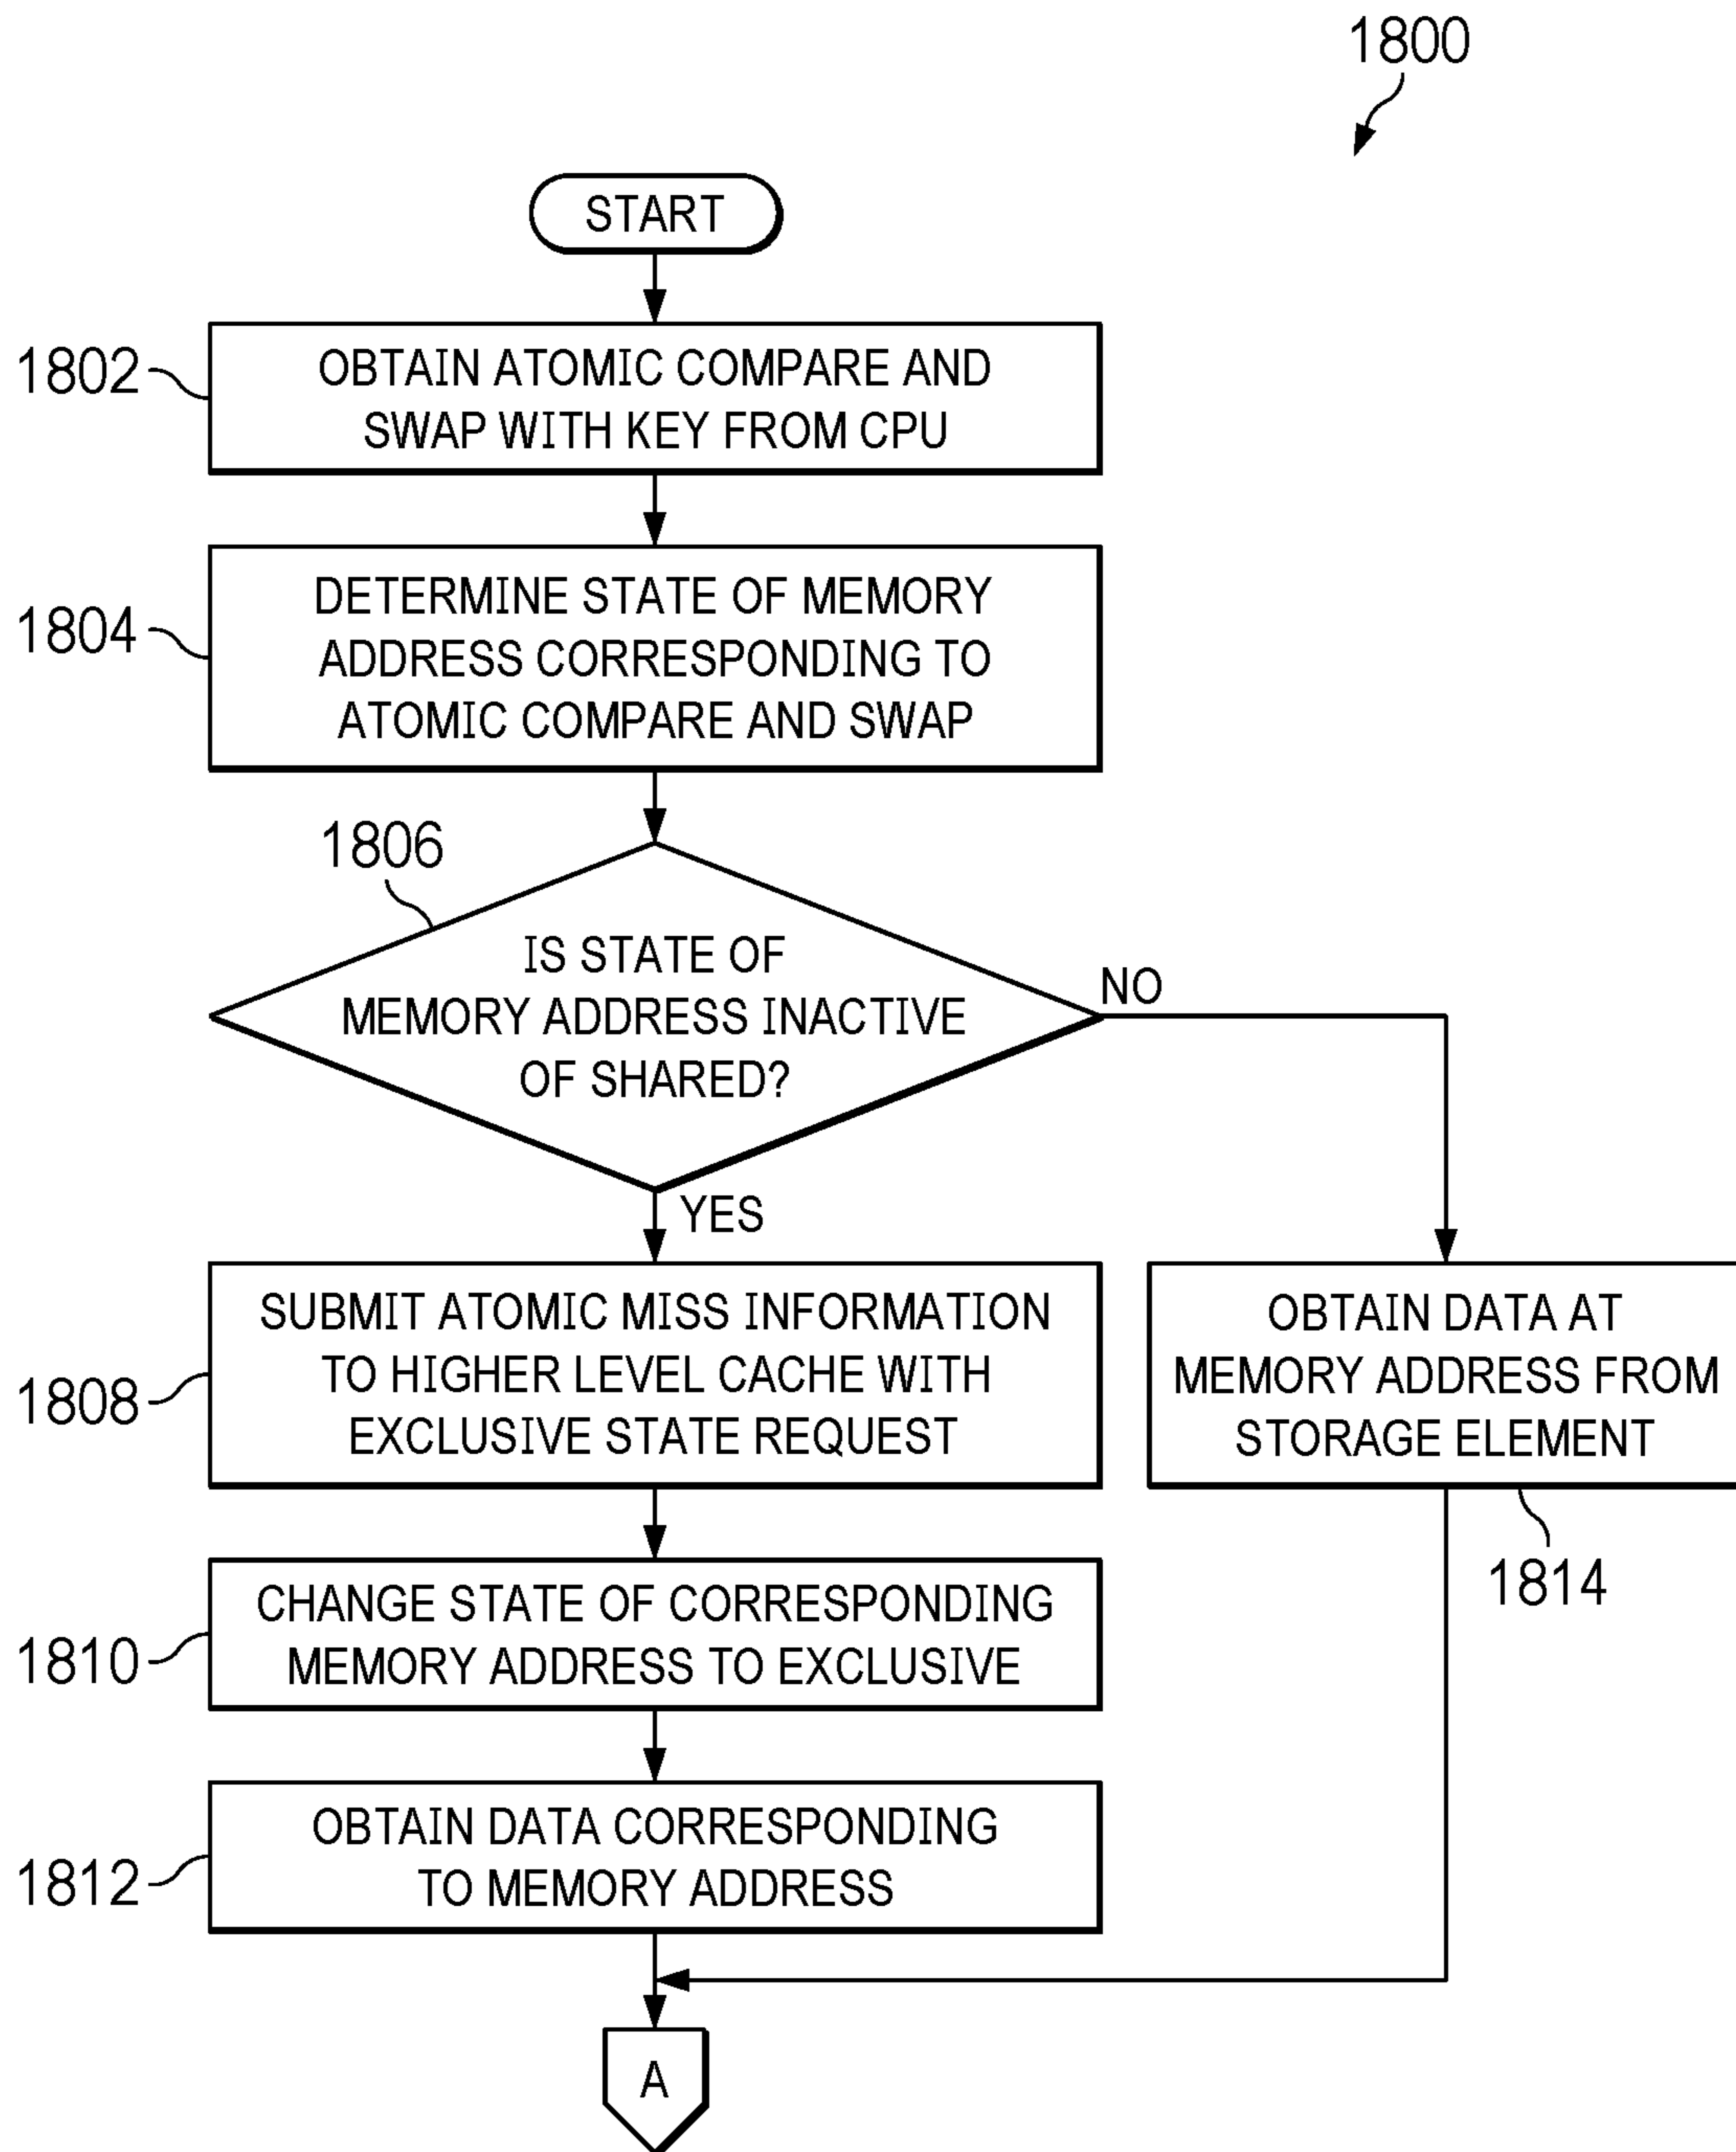 1800
START
1802
OBTAIN ATOMIC COMPARE AND
SWAP WITH KEY FROM CPU
1804
DETERMINE STATE OF MEMORY
ADDRESS CORRESPONDING TO
ATOMIC COMPARE AND SWAP
1806
IS STATE OF
MEMORY ADDRESS INACTIVE
OF SHARED?
NO
YES
1808
SUBMIT ATOMIC MISS INFORMATION
TO HIGHER LEVEL CACHE WITH
EXCLUSIVE STATE REQUEST
OBTAIN DATA AT
MEMORY ADDRESS FROM
STORAGE ELEMENT
1814
1810
CHANGE STATE OF CORRESPONDING
MEMORY ADDRESS TO EXCLUSIVE
1812
OBTAIN DATA CORRESPONDING
TO MEMORY ADDRESS
A